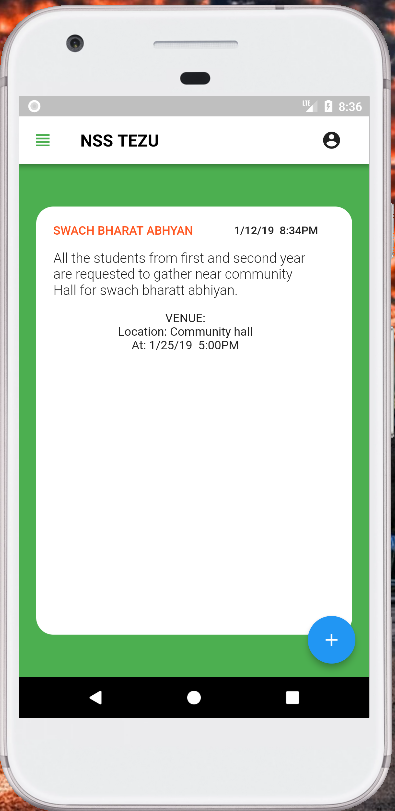 LTE 8:36
NSS TEZU
SWACH BHARAT ABHYAN 1/12/19 8:34PM
All the students from first and second year
are requested to gather near community
Hall for swach bharatt abhiyan.
VENUE:
Location: Community hall
At: 1/25/19 5:00PM